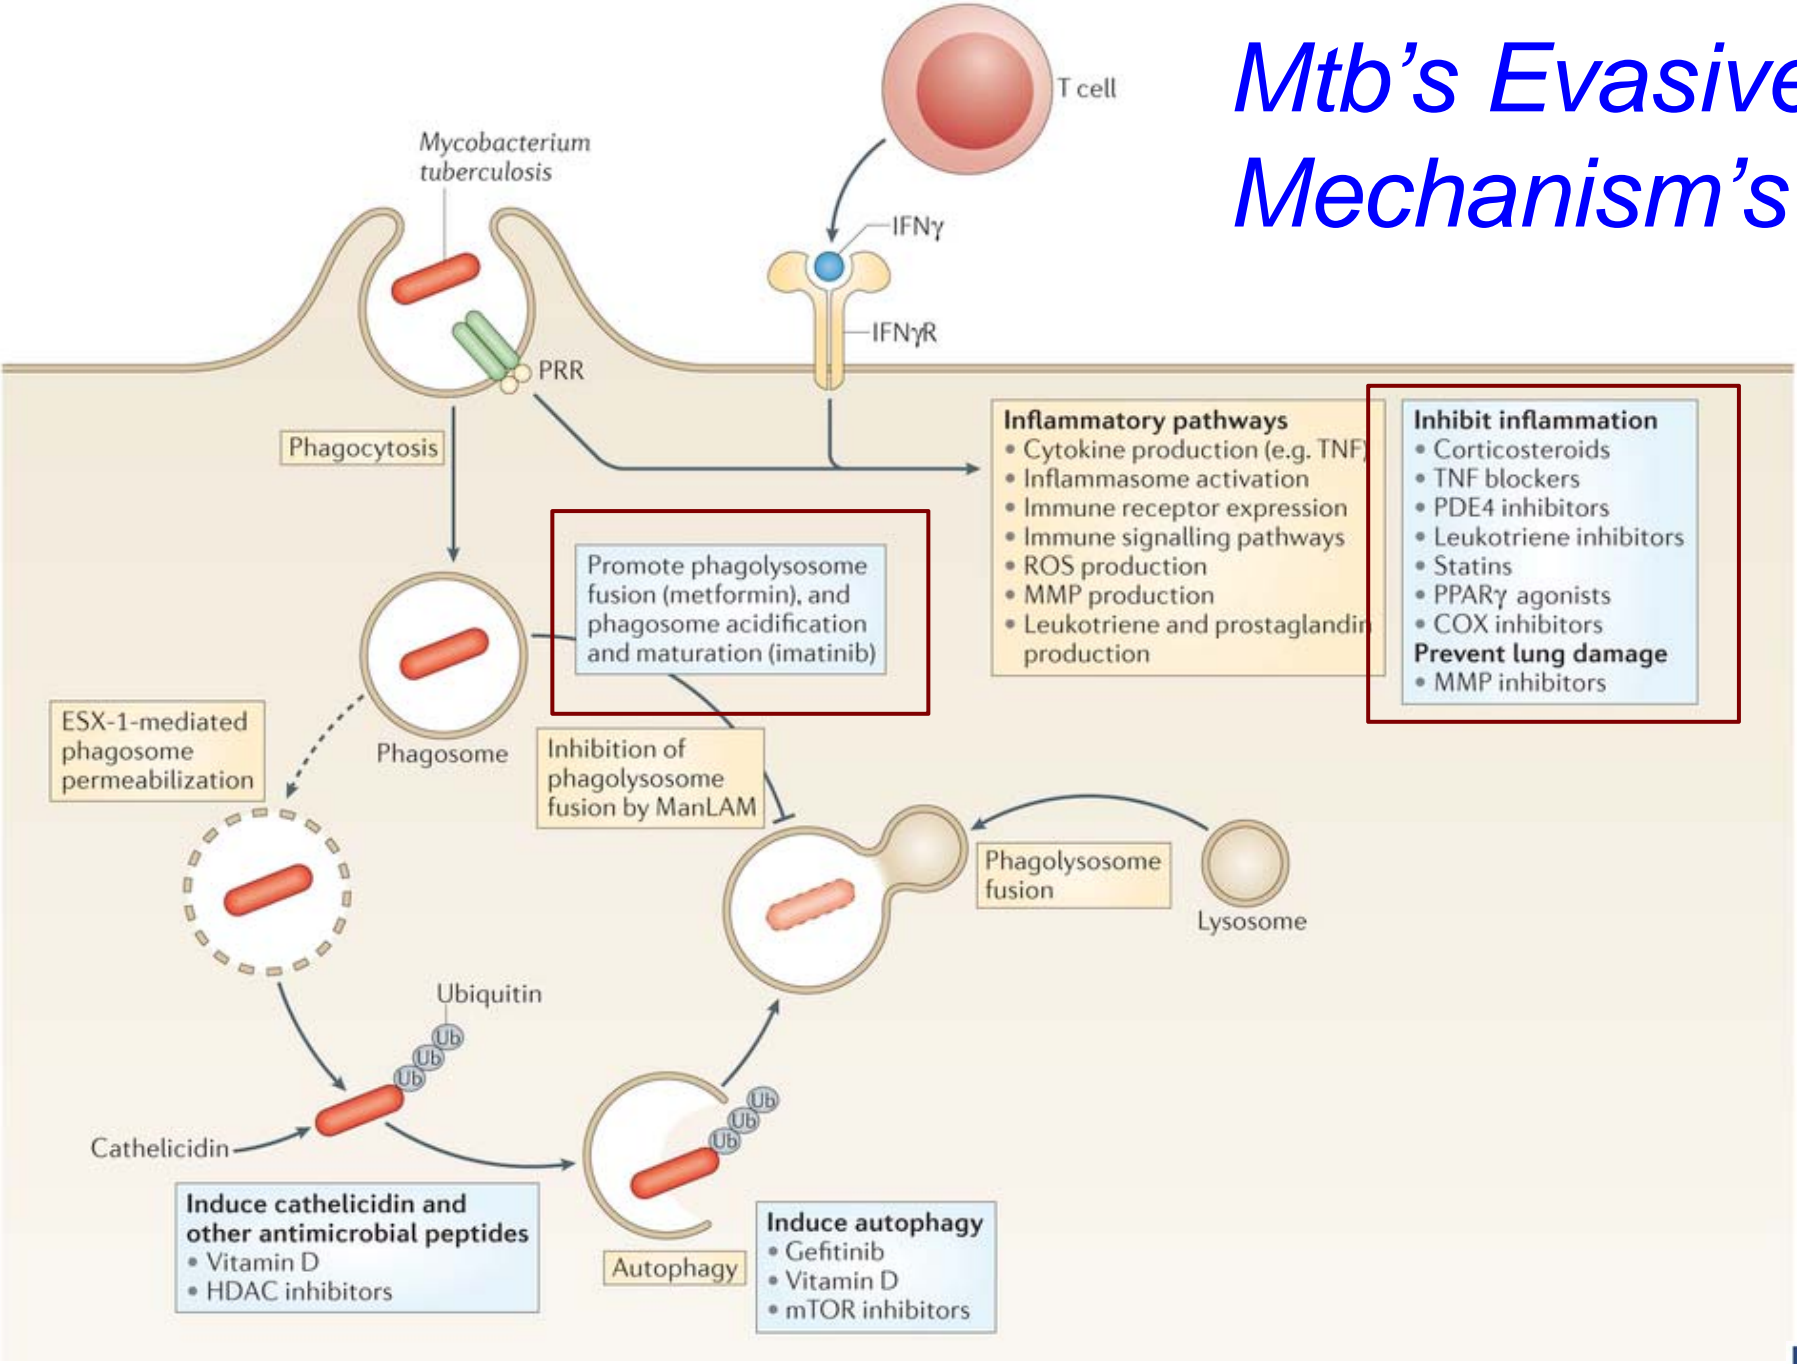 Mtb’s Evasive
Mechanism’s
T cell
Mycobacterium
tuberculosis
IFNγ
IFNγR
PRR
Phagocytosis
Inflammatory pathways
• Cytokine production (e.g. TNF)
• Inflammasome activation
• Immune receptor expression
• Immune signalling pathways
• ROS production
• MMP production
• Leukotriene and prostaglandin
production
Inhibit inflammation
• Corticosteroids
• TNF blockers
• PDE4 inhibitors
• Leukotriene inhibitors
• Statins
• PPARγ agonists
• COX inhibitors
Prevent lung damage
• MMP inhibitors
Promote phagolysosome
fusion (metformin), and
phagosome acidification
and maturation (imatinib)
ESX-1-mediated
phagosome
permeabilization
Phagosome
Inhibition of
phagolysosome
fusion by ManLAM
Phagolysosome
fusion
Lysosome
Ubiquitin
Ub
Ub
Ub
Cathelicidin
Ub
Ub
Ub
Induce cathelicidin and
other antimicrobial peptides
• Vitamin D
• HDAC inhibitors
Autophagy
Induce autophagy
• Gefitinib
• Vitamin D
• mTOR inhibitors